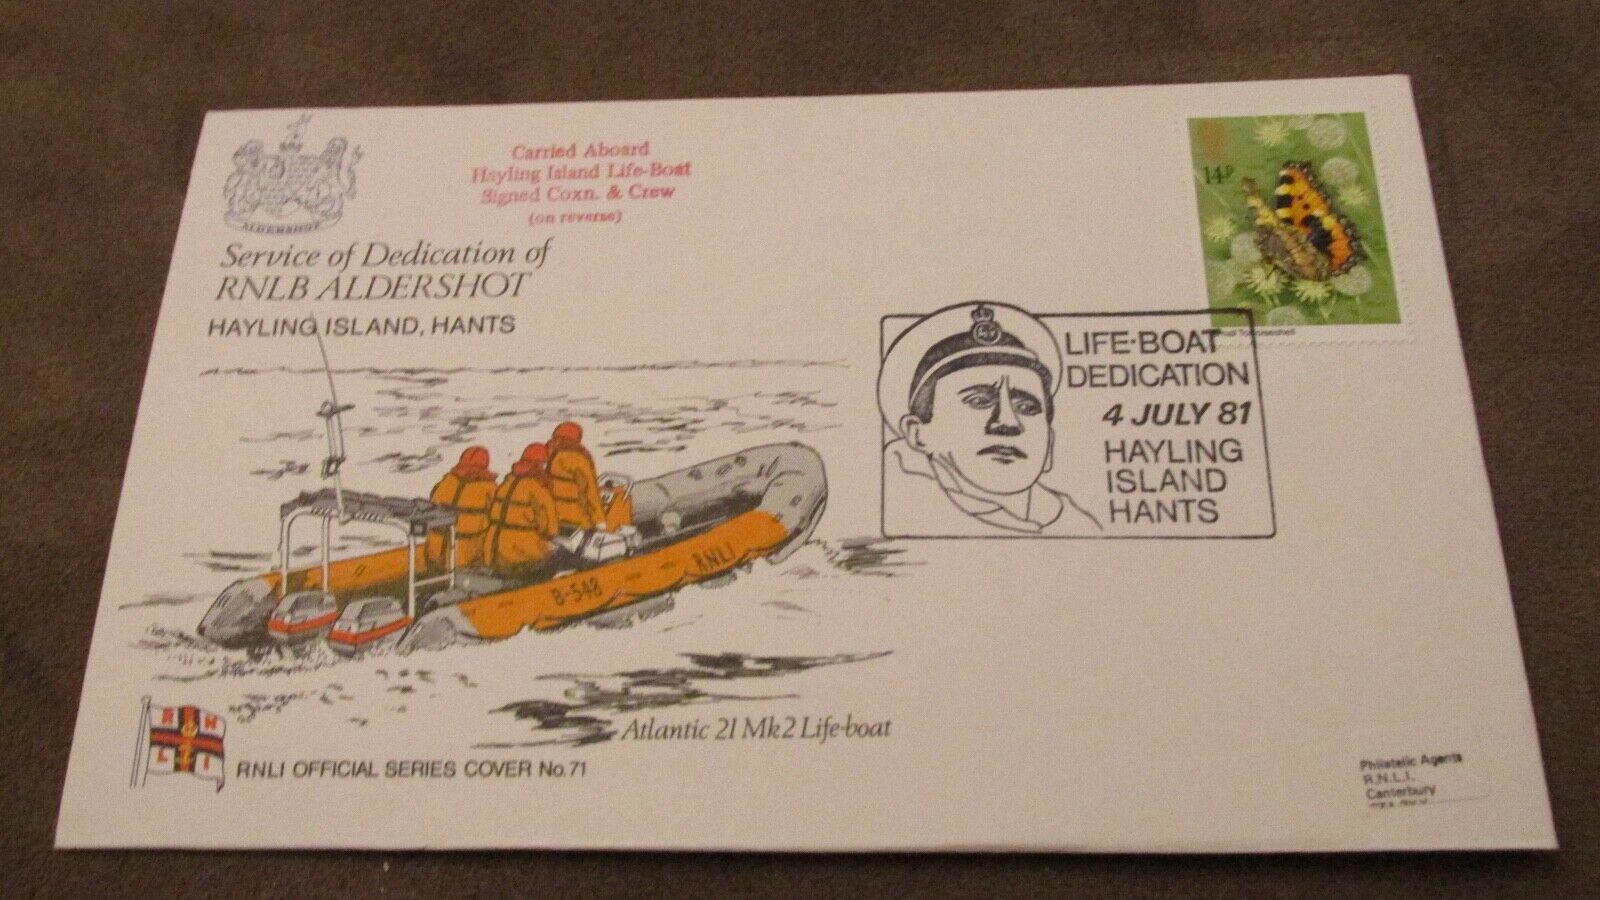 ALDERSHOT
Carried Aboard
Hayling Island Life-Boat
Signed Coxn. & Crew
(on reverse)
Service of Dedication of
RNLB ALDERSHOT
HAYLING ISLAND, HANTS
14P
LIFE·BOAT
DEDICATION
4 JULY 81
HAYLING
ISLAND
HANTS
B-548
RNLI
Atlantic 21 Mk2 Life-boat
R N
L I
RNLI OFFICIAL SERIES COVER No.71
Philatelic Agents
R.N.L.I.
Canterbury